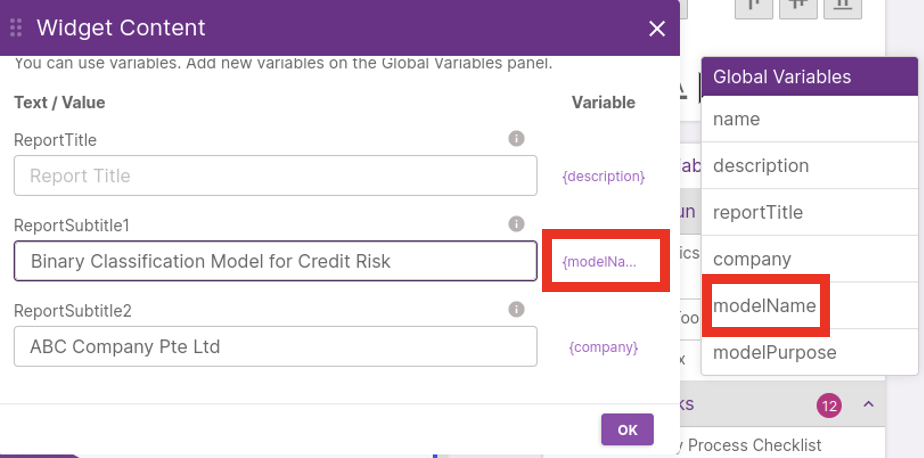 Widget Content
You can use variables. Add new variables on the Global Variables panel.
Text / Value
Variable
ReportTitle
Report Title
{description}
ReportSubtitle1
Binary Classification Model for Credit Risk
{modelNa...
ReportSubtitle2
ABC Company Pte Ltd
{company}
OK
Global Variables
name
description
reportTitle
company
modelName
modelPurpose
12
Process Checklist